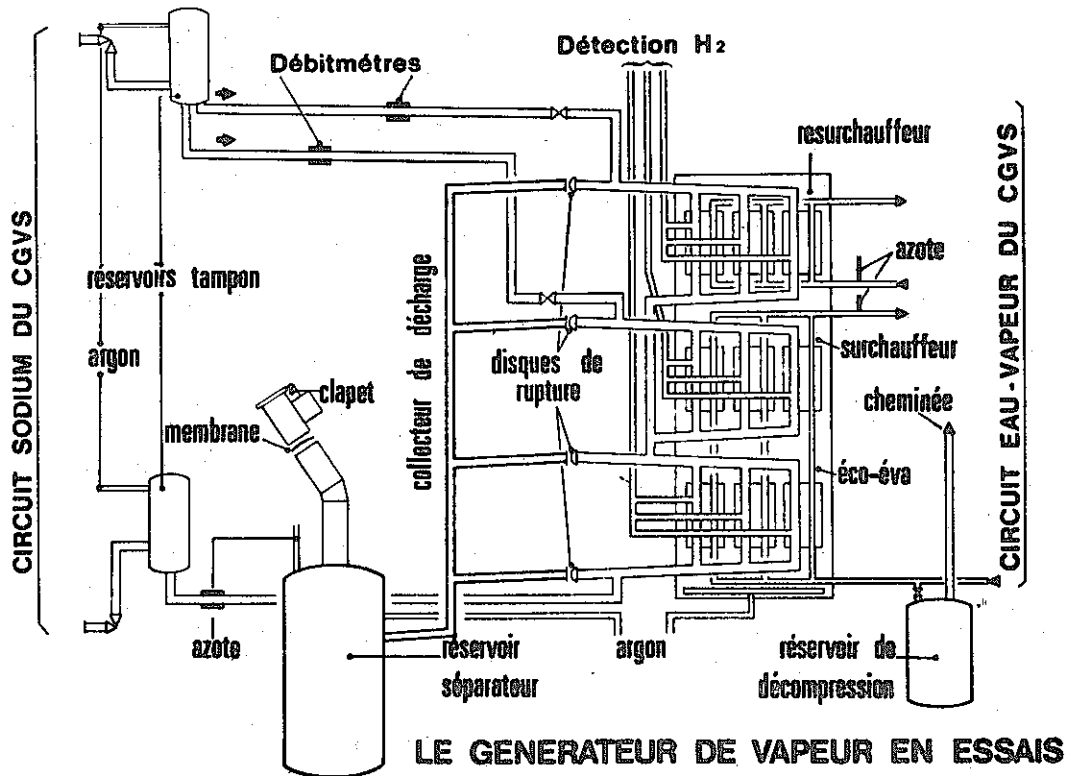 Détection H2
Débitmétres
resurchauffeur
CIRCUIT SODIUM DU CGVS
CIRCUIT EAU-VAPEUR DU CGVS
azote
réservoirs tampon
collecteur de décharge
argon
disques de
rupture
surchauffeur
clapet
cheminée
membrane
éco-éva
azote
réservoir
séparateur
argon
réservoir de
décompression
LE GENERATEUR DE VAPEUR EN ESSAIS